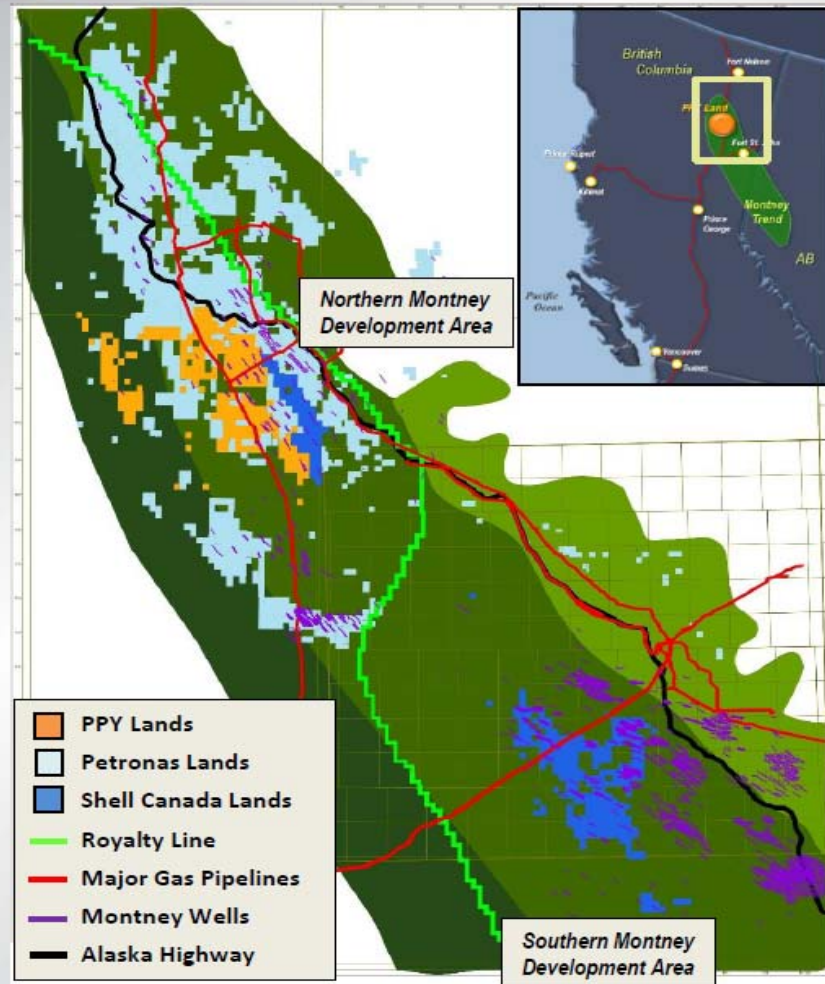 British
Columbia
Fort Nelson
PPY Land
Fort St. John
Prince Rupert
Kitimat
Prince
George
Montney
Trend
AB
Pacific
Ocean
Vancouver
Sumas
Northern Montney
Development Area
PPY Lands
Petronas Lands
Shell Canada Lands
Royalty Line
Major Gas Pipelines
Montney Wells
Alaska Highway
Southern Montney
Development Area